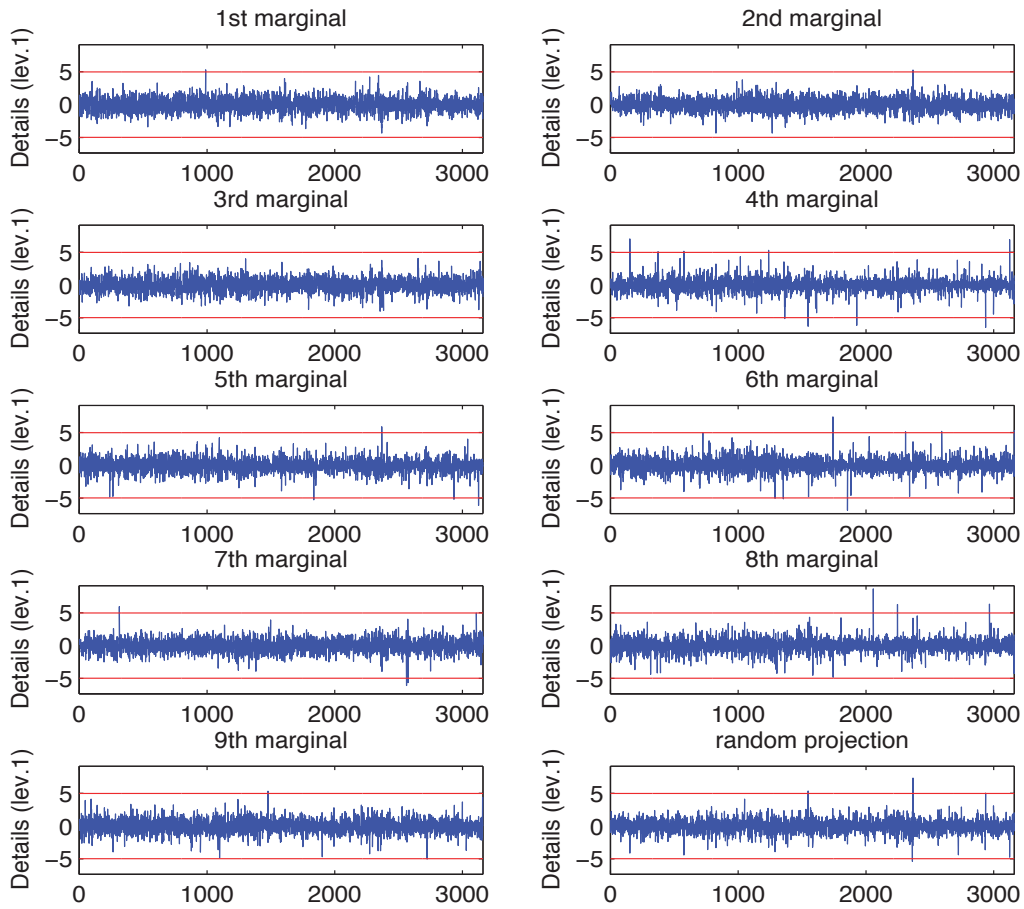 1st marginal
Details (lev.1)
5
0
−5
0 1000 2000 3000
2nd marginal
Details (lev.1)
5
0
−5
0 1000 2000 3000
3rd marginal
Details (lev.1)
5
0
−5
0 1000 2000 3000
4th marginal
Details (lev.1)
5
0
−5
0 1000 2000 3000
5th marginal
Details (lev.1)
5
0
−5
0 1000 2000 3000
6th marginal
Details (lev.1)
5
0
−5
0 1000 2000 3000
7th marginal
Details (lev.1)
5
0
−5
0 1000 2000 3000
8th marginal
Details (lev.1)
5
0
−5
0 1000 2000 3000
9th marginal
Details (lev.1)
5
0
−5
0 1000 2000 3000
random projection
Details (lev.1)
5
0
−5
0 1000 2000 3000